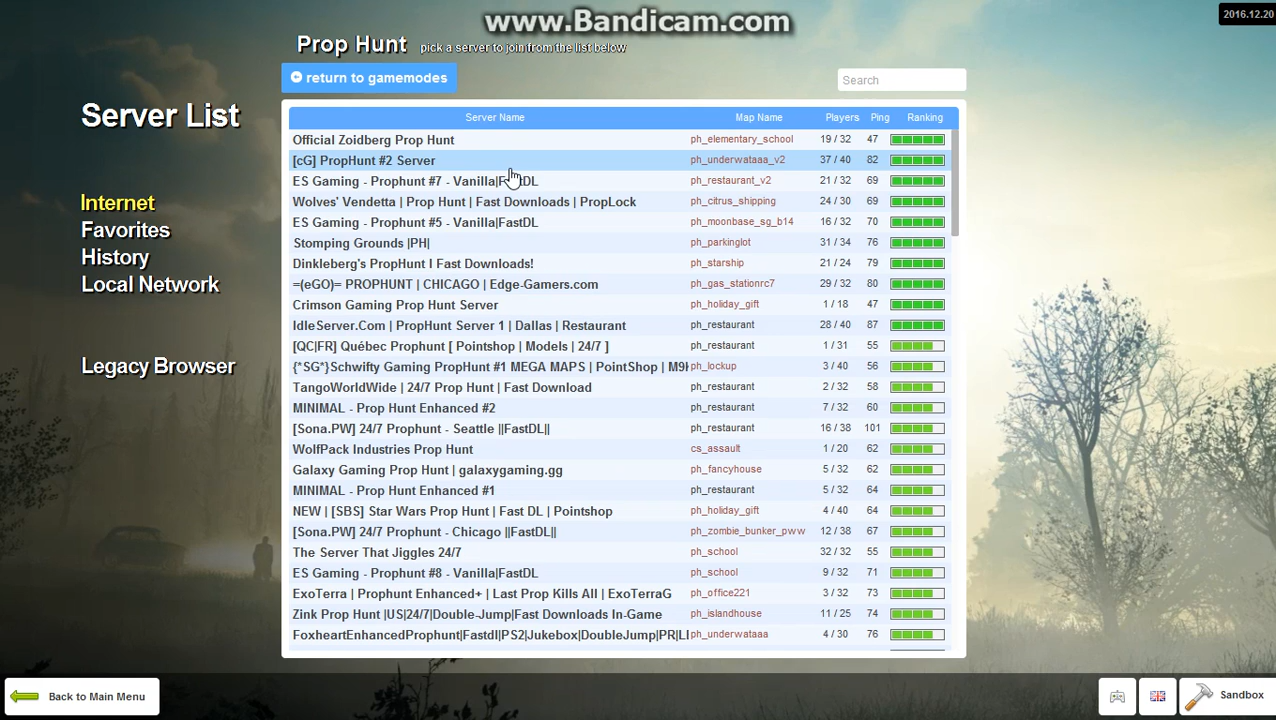 www.Bandicam.com
2016.12.20
Prop Hunt pick a server to join from the list below
return to gamemodes
Search
Server List
Internet
Favorites
History
Local Network
Legacy Browser
Server Name Map Name Players Ping Ranking
Official Zoidberg Prop Hunt ph_elementary_school 19 / 32 47
[cG] PropHunt #2 Server ph_underwataaa_v2 37 / 40 82
ES Gaming - Prophunt #7 - Vanilla|FastDL ph_restaurant_v2 21 / 32 69
Wolves' Vendetta | Prop Hunt | Fast Downloads | PropLock ph_citrus_shipping 24 / 30 69
ES Gaming - Prophunt #5 - Vanilla|FastDL ph_moonbase_sg_b14 16 / 32 70
Stomping Grounds |PH| ph_parkinglot 31 / 34 76
Dinkleberg's PropHunt I Fast Downloads! ph_starship 21 / 24 79
=(eGO)= PROPHUNT | CHICAGO | Edge-Gamers.com ph_gas_stationrc7 29 / 32 80
Crimson Gaming Prop Hunt Server ph_holiday_gift 1 / 18 47
IdleServer.Com | PropHunt Server 1 | Dallas | Restaurant ph_restaurant 28 / 40 87
[QC|FR] Québec Prophunt [ Pointshop | Models | 24/7 ] ph_restaurant 1 / 31 55
{*SG*}Schwifty Gaming PropHunt #1 MEGA MAPS | PointShop | M9 ph_lockup 3 / 40 56
TangoWorldWide | 24/7 Prop Hunt | Fast Download ph_restaurant 2 / 32 58
MINIMAL - Prop Hunt Enhanced #2 ph_restaurant 7 / 32 60
[Sona.PW] 24/7 Prophunt - Seattle ||FastDL|| ph_restaurant 16 / 38 101
WolfPack Industries Prop Hunt cs_assault 1 / 20 62
Galaxy Gaming Prop Hunt | galaxygaming.gg ph_fancyhouse 5 / 32 62
MINIMAL - Prop Hunt Enhanced #1 ph_restaurant 5 / 32 64
NEW | [SBS] Star Wars Prop Hunt | Fast DL | Pointshop ph_holiday_gift 4 / 40 64
[Sona.PW] 24/7 Prophunt - Chicago ||FastDL|| ph_zombie_bunker_pww 12 / 38 67
The Server That Jiggles 24/7 ph_school 32 / 32 55
ES Gaming - Prophunt #8 - Vanilla|FastDL ph_school 9 / 32 71
ExoTerra | Prophunt Enhanced+ | Last Prop Kills All | ExoTerraG ph_office221 3 / 32 73
Zink Prop Hunt |US|24/7|Double-Jump|Fast Downloads In-Game ph_islandhouse 11 / 25 74
FoxheartEnhancedProphunt|Fastdl|PS2|Jukebox|DoubleJump|PR|LI ph_underwataaa 4 / 30 76
Back to Main Menu
Sandbox